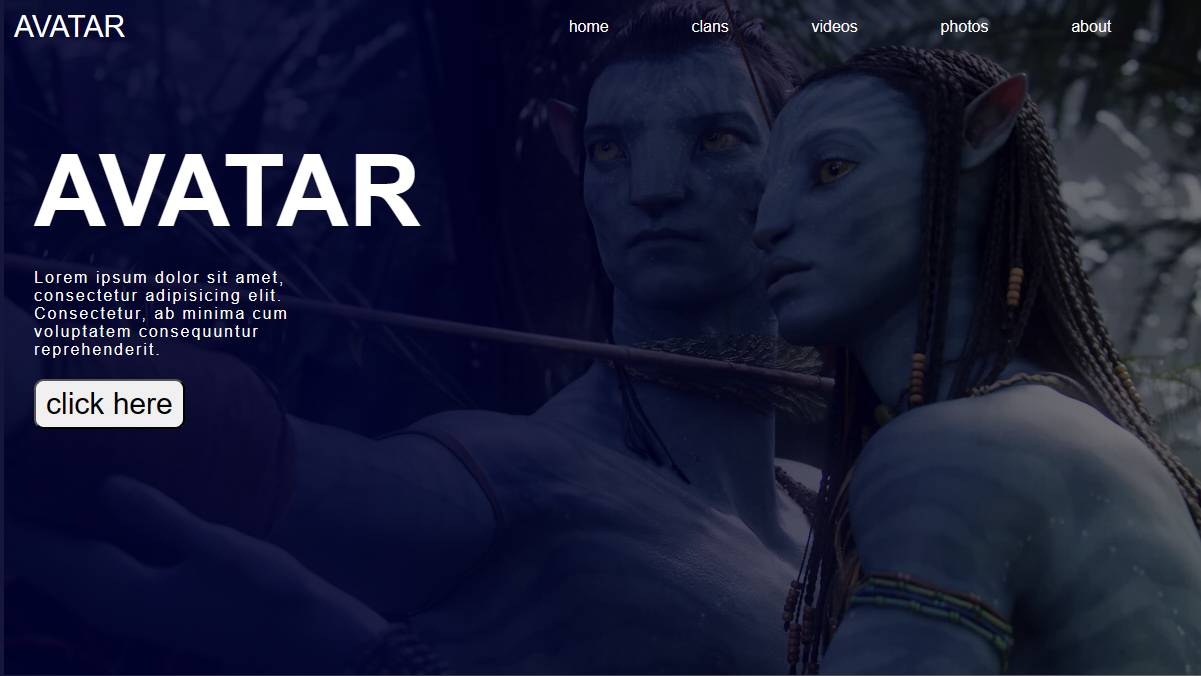 AVATAR
home clans videos photos about
AVATAR
Lorem ipsum dolor sit amet,
consectetur adipisicing elit.
Consectetur, ab minima cum
voluptatem consequuntur
reprehenderit.
click here